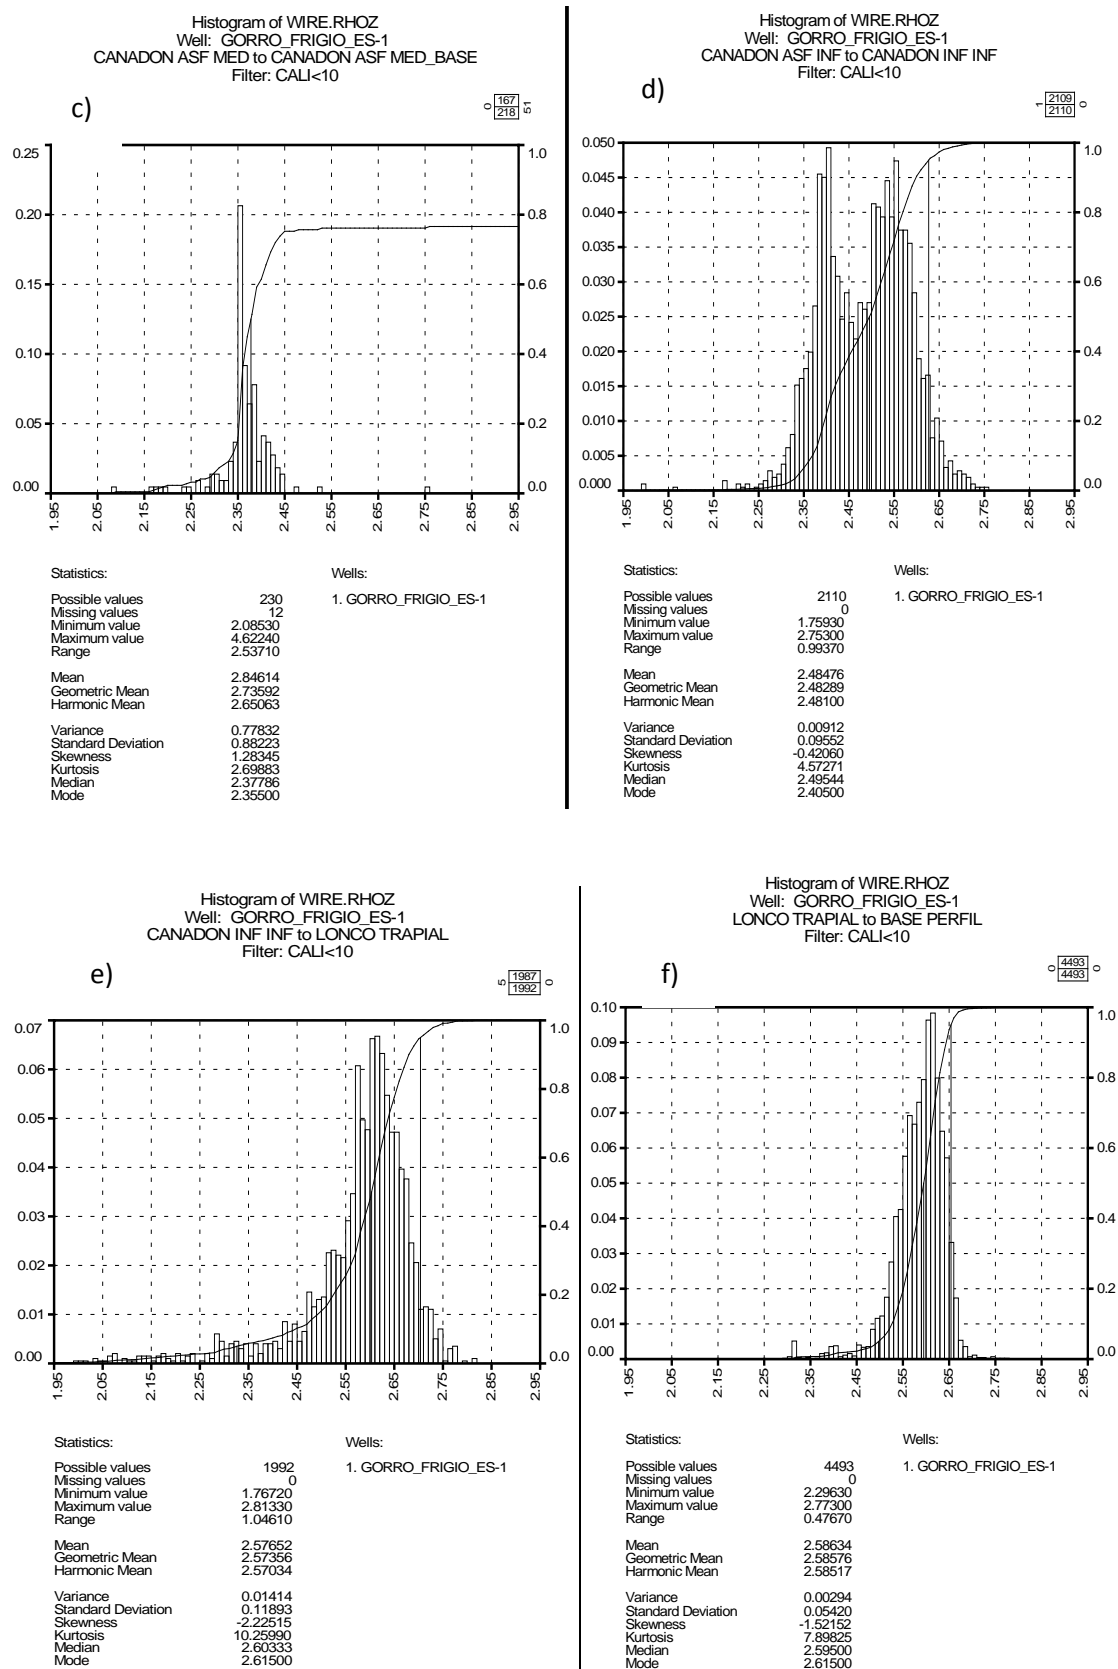 Histogram of WIRE.RHOZ
Well: GORRO_FRIGIO_ES-1
CANADON ASF MED to CANADON ASF MED_BASE
Filter: CALI<10
c)
0
167
218
51
0.25
0.20
0.15
0.10
0.05
0.00
1.0
0.8
0.6
0.4
0.2
0.0
1.95
2.05
2.15
2.25
2.35
2.45
2.55
2.65
2.75
2.85
2.95
Statistics:
Wells:
Possible values 230
1. GORRO_FRIGIO_ES-1
Missing values 12
Minimum value 2.08530
Maximum value 4.62240
Range 2.53710
Mean 2.84614
Geometric Mean 2.73592
Harmonic Mean 2.65063
Variance 0.77832
Standard Deviation 0.88223
Skewness 1.28345
Kurtosis 2.69883
Median 2.37786
Mode 2.35500
Histogram of WIRE.RHOZ
Well: GORRO_FRIGIO_ES-1
CANADON ASF INF to CANADON INF INF
Filter: CALI<10
d)
1
2109
2110
0
0.050
0.045
0.040
0.035
0.030
0.025
0.020
0.015
0.010
0.005
0.000
1.0
0.8
0.6
0.4
0.2
0.0
1.95
2.05
2.15
2.25
2.35
2.45
2.55
2.65
2.75
2.85
2.95
Statistics:
Wells:
Possible values 2110
1. GORRO_FRIGIO_ES-1
Missing values 0
Minimum value 1.75930
Maximum value 2.75300
Range 0.99370
Mean 2.48476
Geometric Mean 2.48289
Harmonic Mean 2.48100
Variance 0.00912
Standard Deviation 0.09552
Skewness -0.42060
Kurtosis 4.57271
Median 2.49544
Mode 2.40500
Histogram of WIRE.RHOZ
Well: GORRO_FRIGIO_ES-1
CANADON INF INF to LONCO TRAPIAL
Filter: CALI<10
e)
5
1987
1992
0
0.07
0.06
0.05
0.04
0.03
0.02
0.01
0.00
1.0
0.8
0.6
0.4
0.2
0.0
1.95
2.05
2.15
2.25
2.35
2.45
2.55
2.65
2.75
2.85
2.95
Statistics:
Wells:
Possible values 1992
1. GORRO_FRIGIO_ES-1
Missing values 0
Minimum value 1.76720
Maximum value 2.81330
Range 1.04610
Mean 2.57652
Geometric Mean 2.57356
Harmonic Mean 2.57034
Variance 0.01414
Standard Deviation 0.11893
Skewness -2.22515
Kurtosis 10.25990
Median 2.60333
Mode 2.61500
Histogram of WIRE.RHOZ
Well: GORRO_FRIGIO_ES-1
LONCO TRAPIAL to BASE PERFIL
Filter: CALI<10
f)
0
4493
4493
0
0.10
0.09
0.08
0.07
0.06
0.05
0.04
0.03
0.02
0.01
0.00
1.0
0.8
0.6
0.4
0.2
0.0
1.95
2.05
2.15
2.25
2.35
2.45
2.55
2.65
2.75
2.85
2.95
Statistics:
Wells:
Possible values 4493
1. GORRO_FRIGIO_ES-1
Missing values 0
Minimum value 2.29630
Maximum value 2.77300
Range 0.47670
Mean 2.58634
Geometric Mean 2.58576
Harmonic Mean 2.58517
Variance 0.00294
Standard Deviation 0.05420
Skewness -1.52152
Kurtosis 7.89825
Median 2.59500
Mode 2.61500